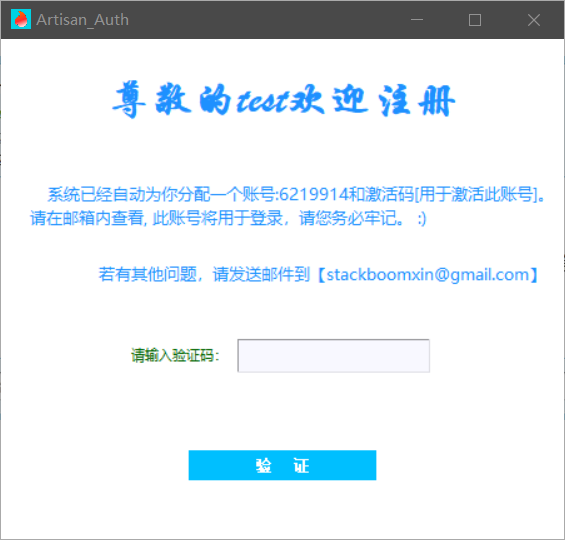 Artisan_Auth
尊敬的test欢迎注册
系统已经自动为你分配一个账号:6219914和激活码[用于激活此账号]。
请在邮箱内查看, 此账号将用于登录，请您务必牢记。 :)
若有其他问题，请发送邮件到【stackboomxin@gmail.com】
请输入验证码：
验 证